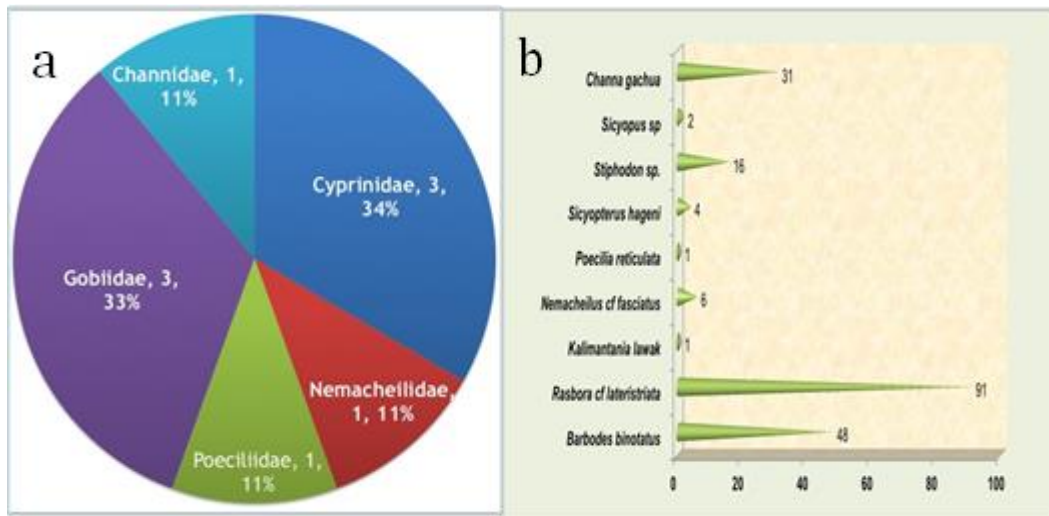 a
Channidae, 1,
11%
Cyprinidae, 3,
34%
Gobiidae, 3,
33%
Nemacheilidae,
1, 11%
Poeciliidae, 1,
11%
b
Channa gachua
31
Sicyopus sp
2
Stiphodon sp.
16
Sicyopterus hageni
4
Poecilia reticulata
1
Nemacheilus cf fasciatus
6
Kalimantania lawak
1
Rasbora cf lateristriata
91
Barbodes binotatus
48
0 20 40 60 80 100